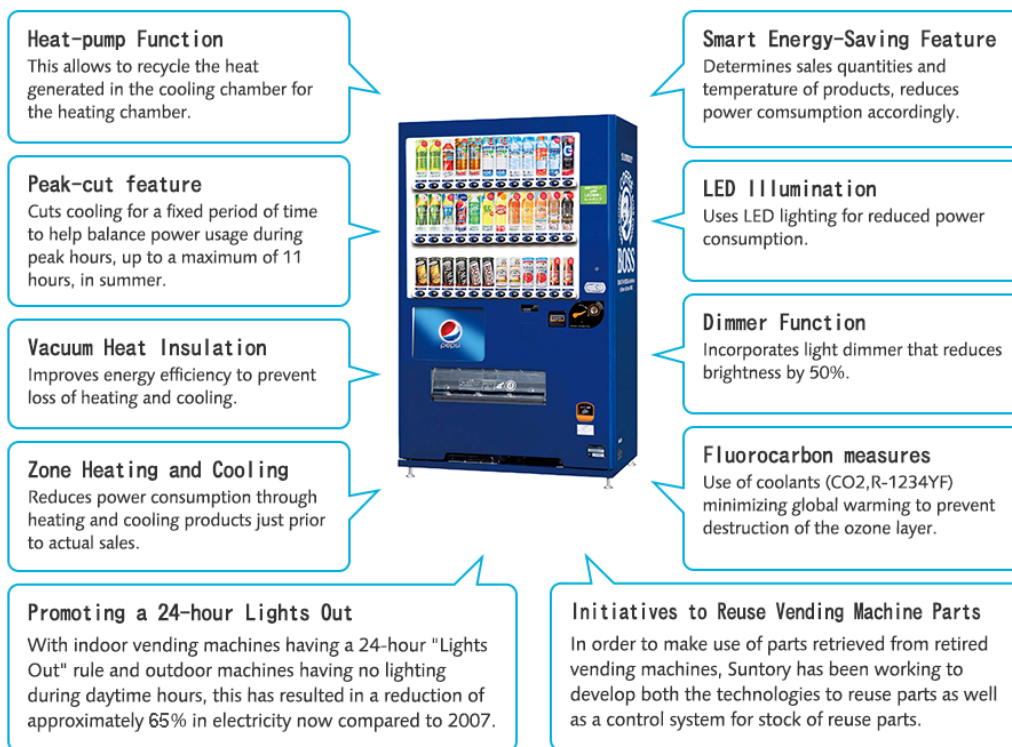 Heat-pump Function
This allows to recycle the heat
generated in the cooling chamber for
the heating chamber.
Peak-cut feature
Cuts cooling for a fixed period of time
to help balance power usage during
peak hours, up to a maximum of 11
hours, in summer.
Vacuum Heat Insulation
Improves energy efficiency to prevent
loss of heating and cooling.
Zone Heating and Cooling
Reduces power consumption through
heating and cooling products just prior
to actual sales.
Promoting a 24-hour Lights Out
With indoor vending machines having a 24-hour "Lights
Out" rule and outdoor machines having no lighting
during daytime hours, this has resulted in a reduction of
approximately 65% in electricity now compared to 2007.
SUNTORY
BOSS
pepsi
Smart Energy-Saving Feature
Determines sales quantities and
temperature of products, reduces
power comsumption accordingly.
LED Illumination
Uses LED lighting for reduced power
consumption.
Dimmer Function
Incorporates light dimmer that reduces
brightness by 50%.
Fluorocarbon measures
Use of coolants (CO2,R-1234YF)
minimizing global warming to prevent
destruction of the ozone layer.
Initiatives to Reuse Vending Machine Parts
In order to make use of parts retrieved from retired
vending machines, Suntory has been working to
develop both the technologies to reuse parts as well
as a control system for stock of reuse parts.